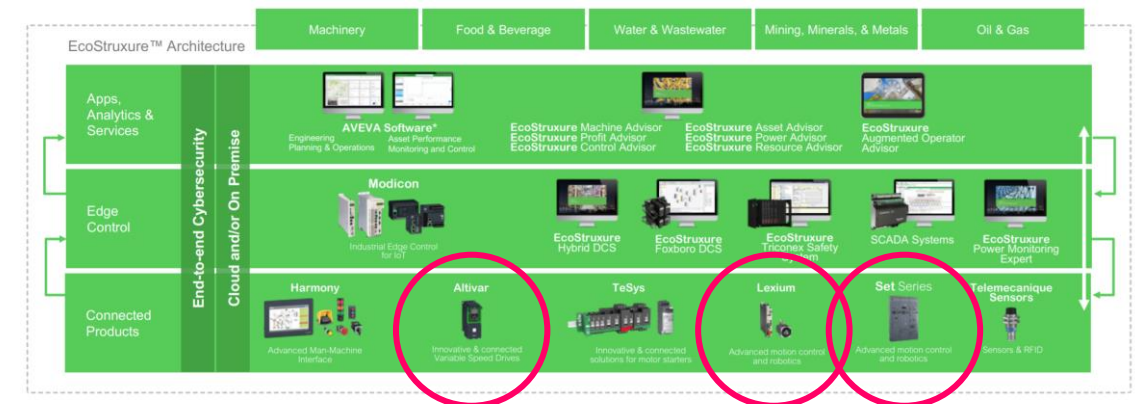 EcoStruxure™ Architecture
Machinery
Food & Beverage
Water & Wastewater
Mining, Minerals, & Metals
Oil & Gas
Apps,
Analytics &
Services
End-to-end Cybersecurity
Cloud and/or On Premise
AVEVA Software*
Engineering
Planning & Operations
Asset Performance
Monitoring and Control
EcoStruxure Machine Advisor
EcoStruxure Profit Advisor
EcoStruxure Control Advisor
EcoStruxure Asset Advisor
EcoStruxure Power Advisor
EcoStruxure Resource Advisor
EcoStruxure
Augmented Operator
Advisor
Edge
Control
Modicon
Industrial Edge Control
for IoT
EcoStruxure
Hybrid DCS
EcoStruxure
Foxboro DCS
EcoStruxure
Triconex Safety
System
SCADA Systems
EcoStruxure
Power Monitoring
Expert
Connected
Products
Harmony
Advanced Man-Machine
Interface
Altivar
Innovative & connected
Variable Speed Drives
TeSys
Innovative & connected
solutions for motor starters
Lexium
Advanced motion control
and robotics
Set Series
Advanced motion control
and robotics
Telemecanique
Sensors
Sensors & RFID